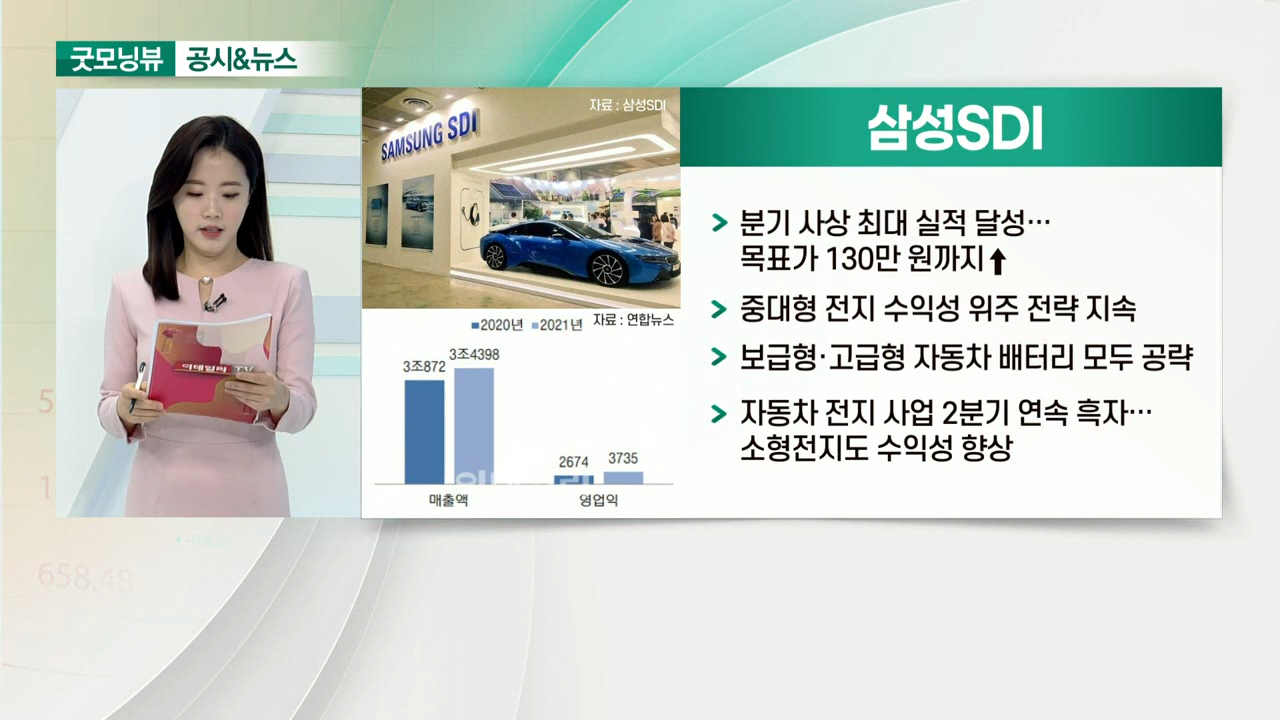 굿모닝뷰 공시&뉴스
자료 : 삼성SDI
SAMSUNG SDI
이데일리 TV
삼성SDI
분기 사상 최대 실적 달성…
목표가 130만 원까지↑
중대형 전지 수익성 위주 전략 지속
보급형·고급형 자동차 배터리 모두 공략
자동차 전지 사업 2분기 연속 흑자…
소형전지도 수익성 향상
자료 : 연합뉴스
2020년 2021년
3조872 3조4398
2674 3735
매출액 영업익
658.48